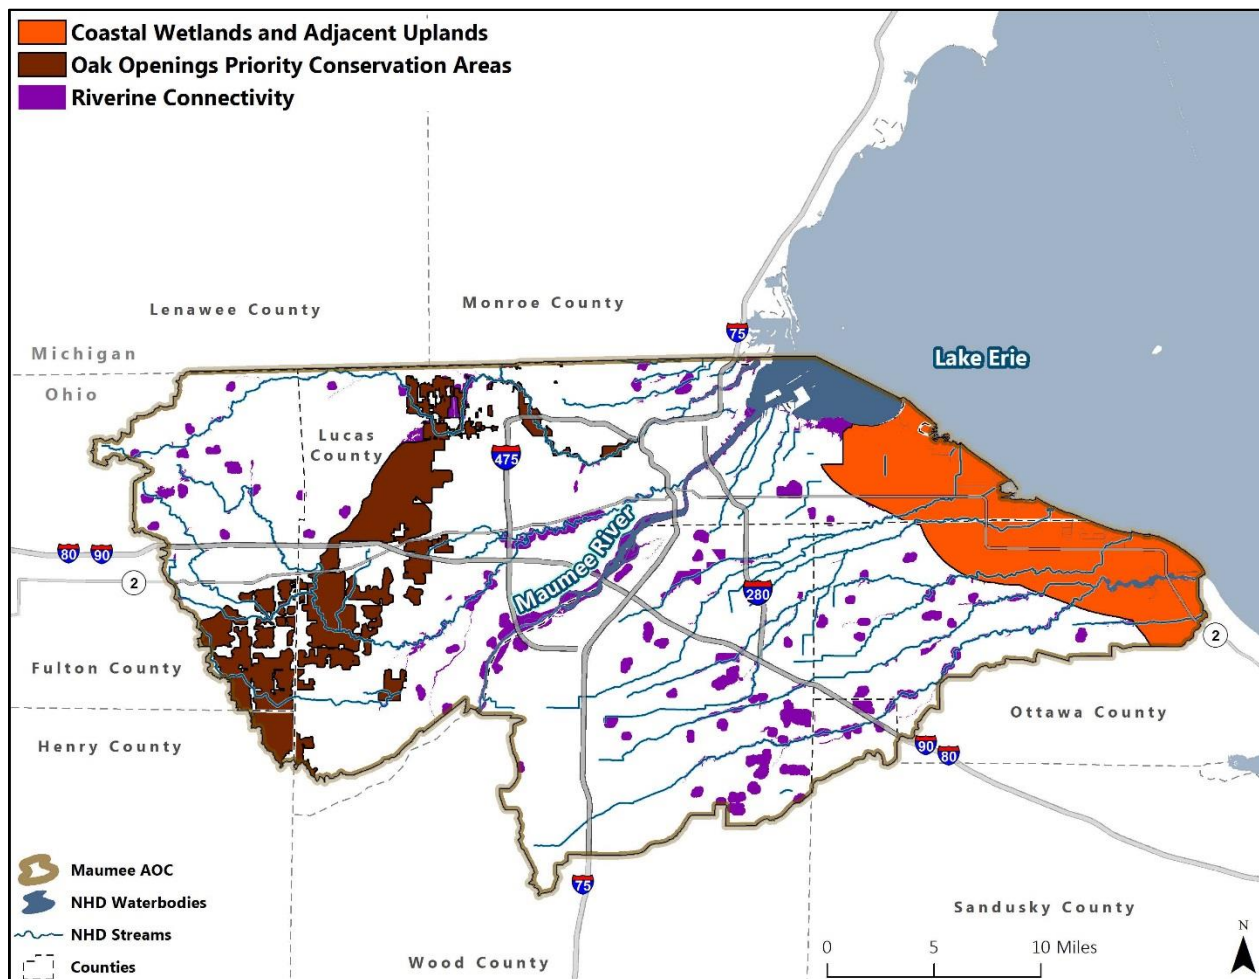 Coastal Wetlands and Adjacent Uplands
Oak Openings Priority Conservation Areas
Riverine Connectivity
Lenawee County
Monroe County
75
Michigan
Ohio
Lake Erie
Lucas
County
475
80
90
2
Maumee River
280
2
Fulton County
Henry County
Ottawa County
90
80
Maumee AOC
NHD Waterbodies
NHD Streams
Counties
75
Wood County
Sandusky County
0 5 10 Miles
N